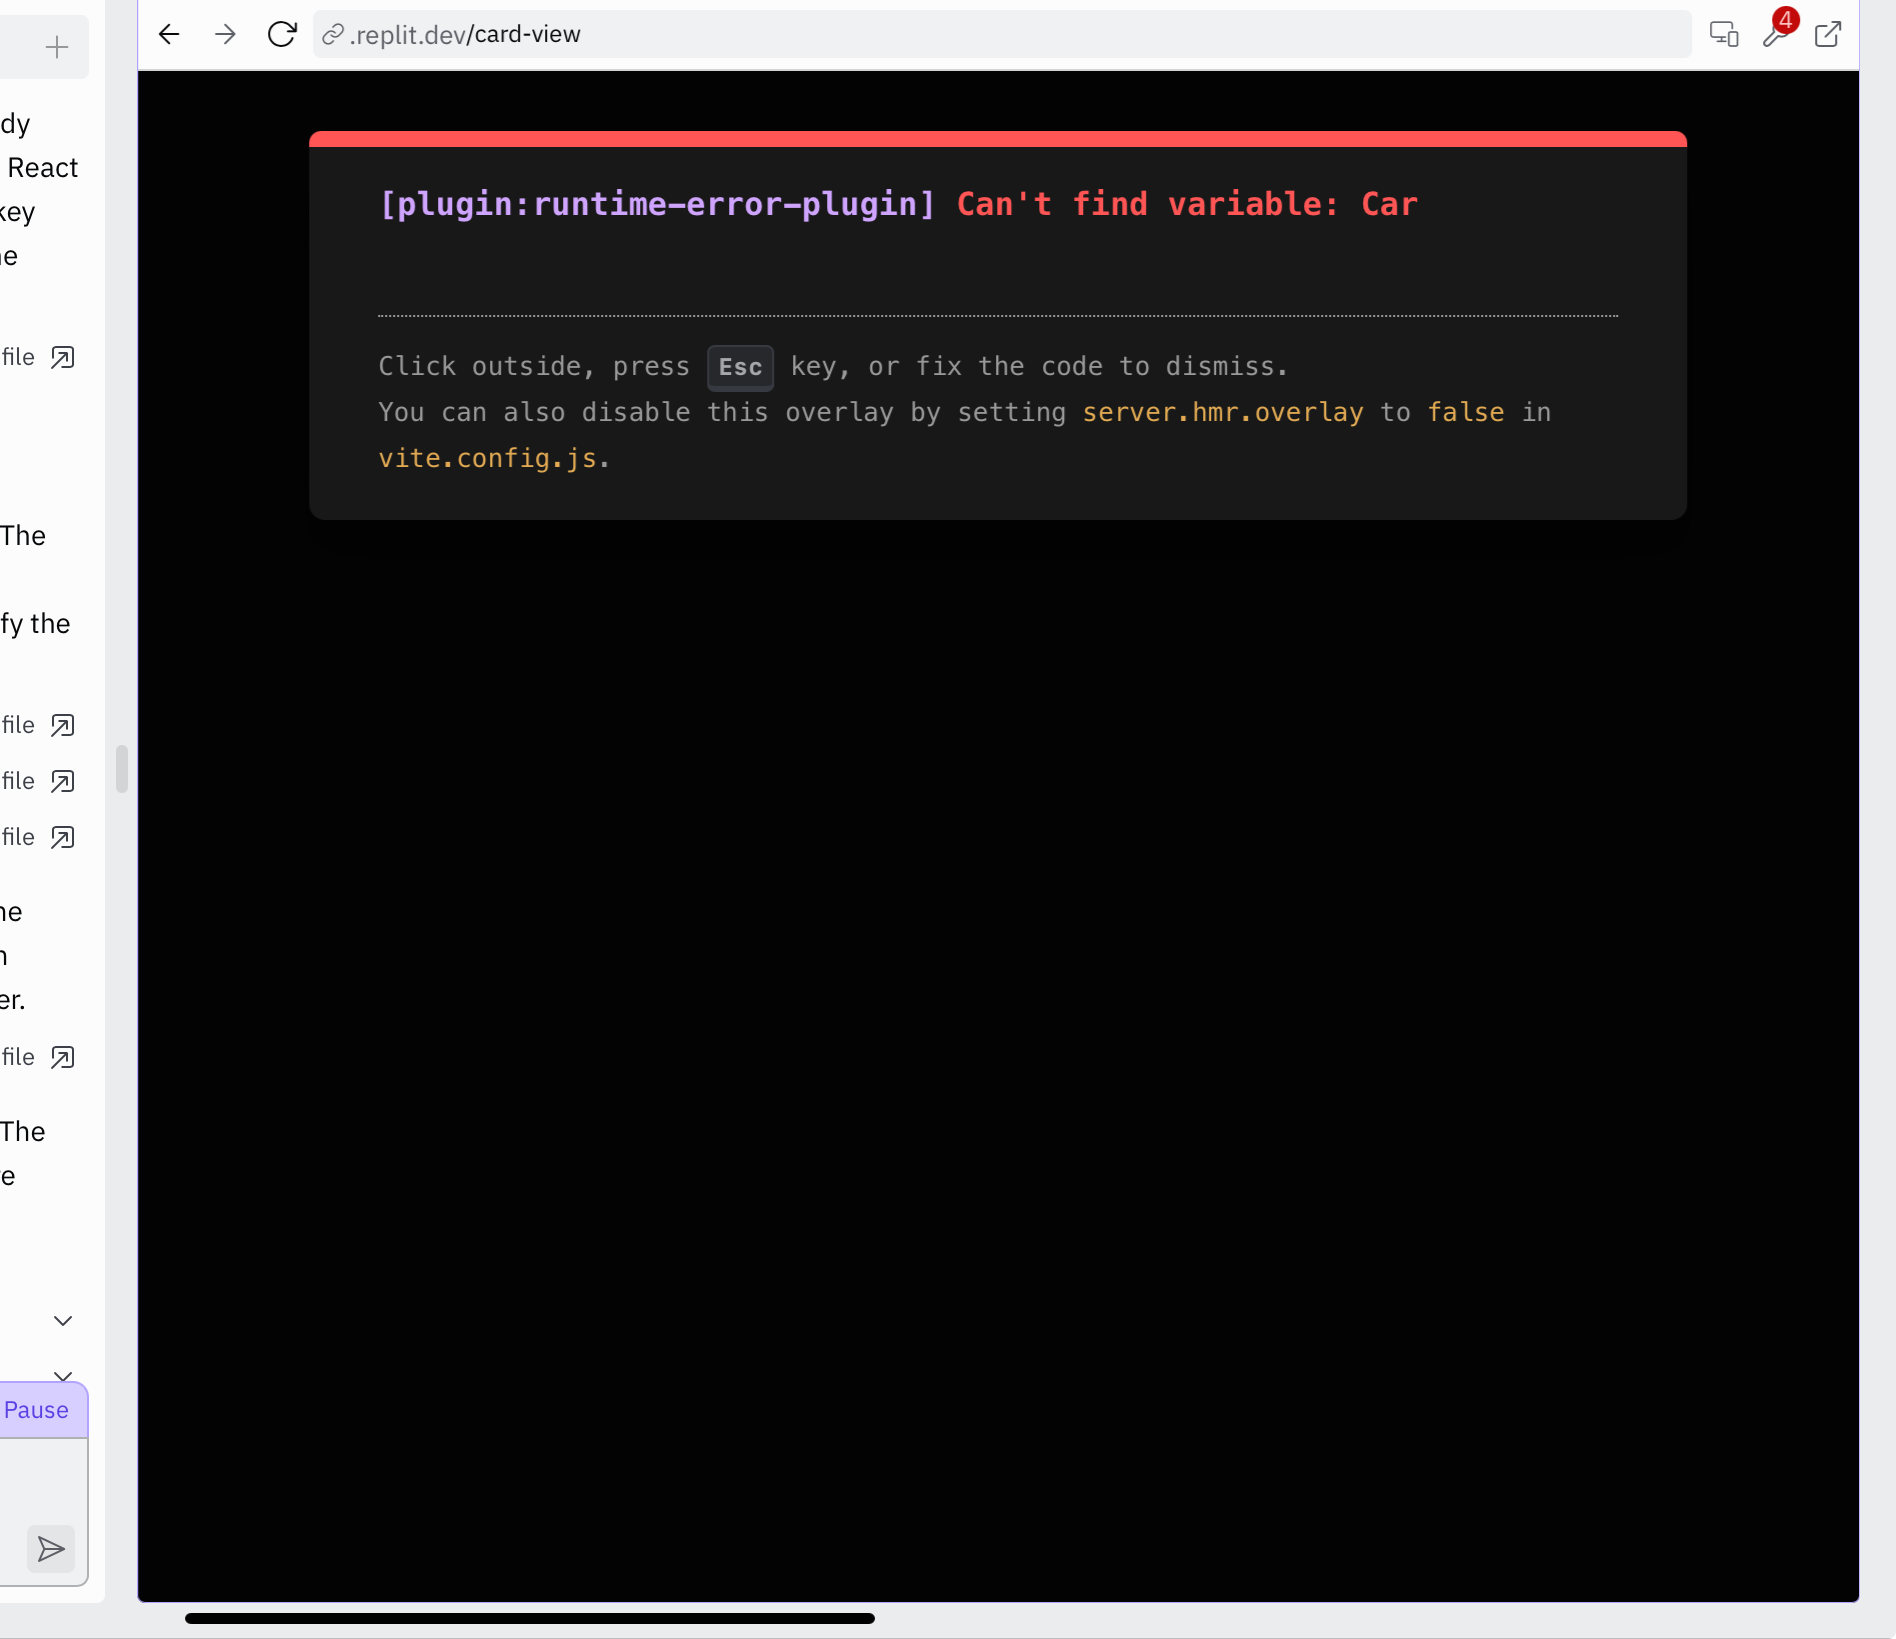 .replit.dev/card-view
4
dy
React
key
file
The
fy the
file
file
file
er.
file
The
Pause
[plugin:runtime-error-plugin] Can't find variable: Car
Click outside, press Esc key, or fix the code to dismiss.
You can also disable this overlay by setting server.hmr.overlay to false in
vite.config.js.